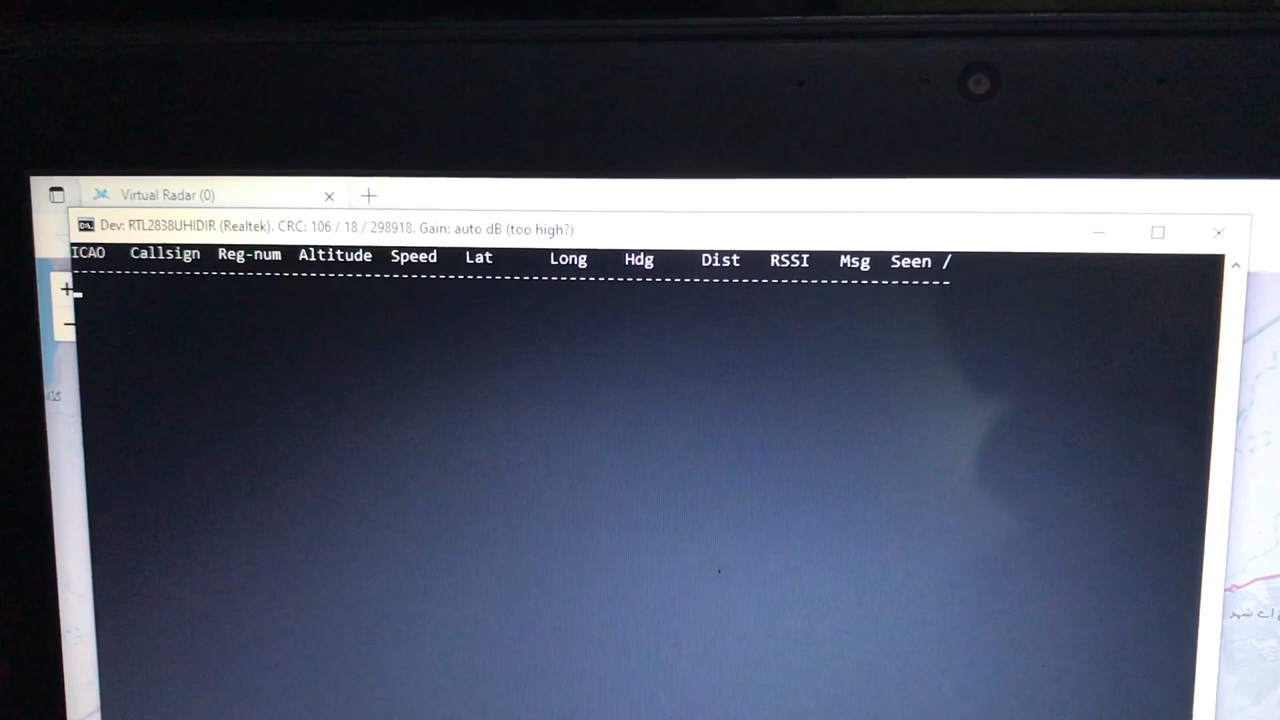 Virtual Radar (0)
Dev: RTL2838UHIDIR (Realtek). CRC: 106 / 18 / 298918. Gain: auto dB (too high?)
ICAO Callsign Reg-num Altitude Speed Lat Long Hdg Dist RSSI Msg Seen /